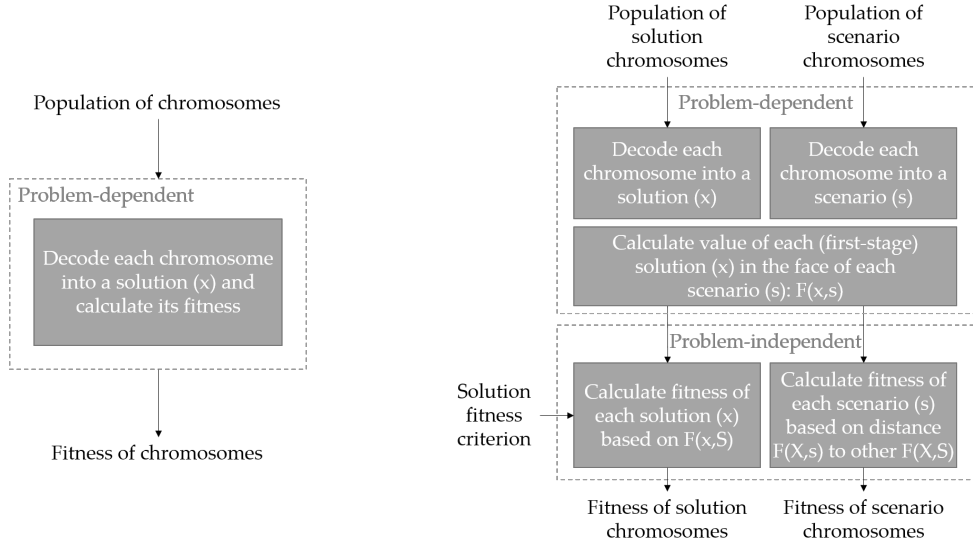 Population of chromosomes
Problem-dependent
Decode each chromosome
into a solution (x) and
calculate its fitness
Fitness of chromosomes
Population of
solution
chromosomes
Population of
scenario
chromosomes
Problem-dependent
Decode each
chromosome into a
solution (x)
Decode each
chromosome into a
scenario (s)
Calculate value of each (first-stage)
solution (x) in the face of each
scenario (s): F(x,s)
Problem-independent
Solution
fitness
criterion
Calculate fitness of
each solution (x)
based on F(x,S)
Calculate fitness of
each scenario (s)
based on distance
F(X,s) to other F(X,S)
Fitness of solution
chromosomes
Fitness of scenario
chromosomes